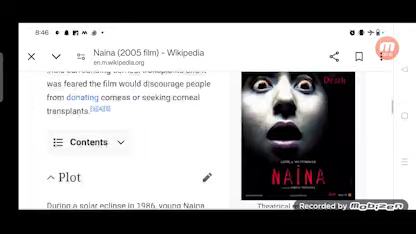 8:46
Naina (2005 film) - Wikipedia
en.m.wikipedia.org
was feared the film would discourage people
from donating corneas or seeking corneal
transplants.
Contents
Plot
During a solar eclipse in 1986, young Naina
NAINA
Theatrical
Recorded by
Mobizen